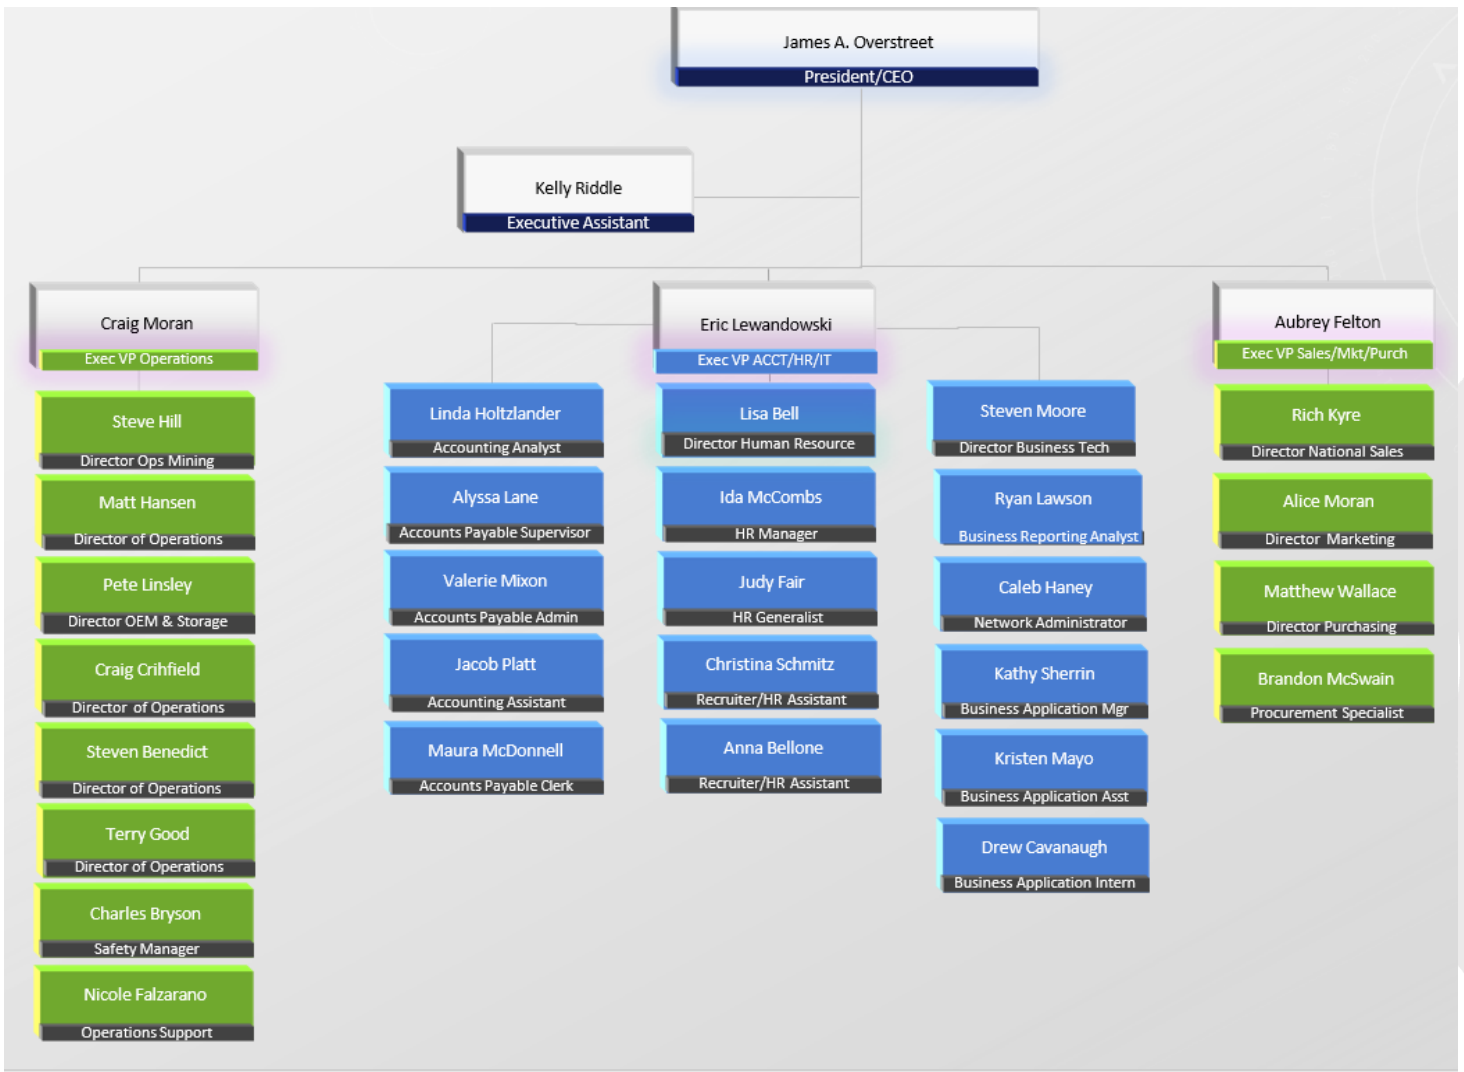 James A. Overstreet
President/CEO
Kelly Riddle
Executive Assistant
Craig Moran
Exec VP Operations
Steve Hill
Director Ops Mining
Matt Hansen
Director of Operations
Pete Linsley
Director OEM & Storage
Craig Crihfield
Director of Operations
Steven Benedict
Director of Operations
Terry Good
Director of Operations
Charles Bryson
Safety Manager
Nicole Falzarano
Operations Support
Eric Lewandowski
Exec VP ACCT/HR/IT
Linda Holtzlander
Accounting Analyst
Alyssa Lane
Accounts Payable Supervisor
Valerie Mixon
Accounts Payable Admin
Jacob Platt
Accounting Assistant
Maura McDonnell
Accounts Payable Clerk
Lisa Bell
Director Human Resource
Ida McCombs
HR Manager
Judy Fair
HR Generalist
Christina Schmitz
Recruiter/HR Assistant
Anna Bellone
Recruiter/HR Assistant
Steven Moore
Director Business Tech
Ryan Lawson
Business Reporting Analyst
Caleb Haney
Network Administrator
Kathy Sherrin
Business Application Mgr
Kristen Mayo
Business Application Asst
Drew Cavanaugh
Business Application Intern
Aubrey Felton
Exec VP Sales/Mkt/Purch
Rich Kyre
Director National Sales
Alice Moran
Director Marketing
Matthew Wallace
Director Purchasing
Brandon McSwain
Procurement Specialist